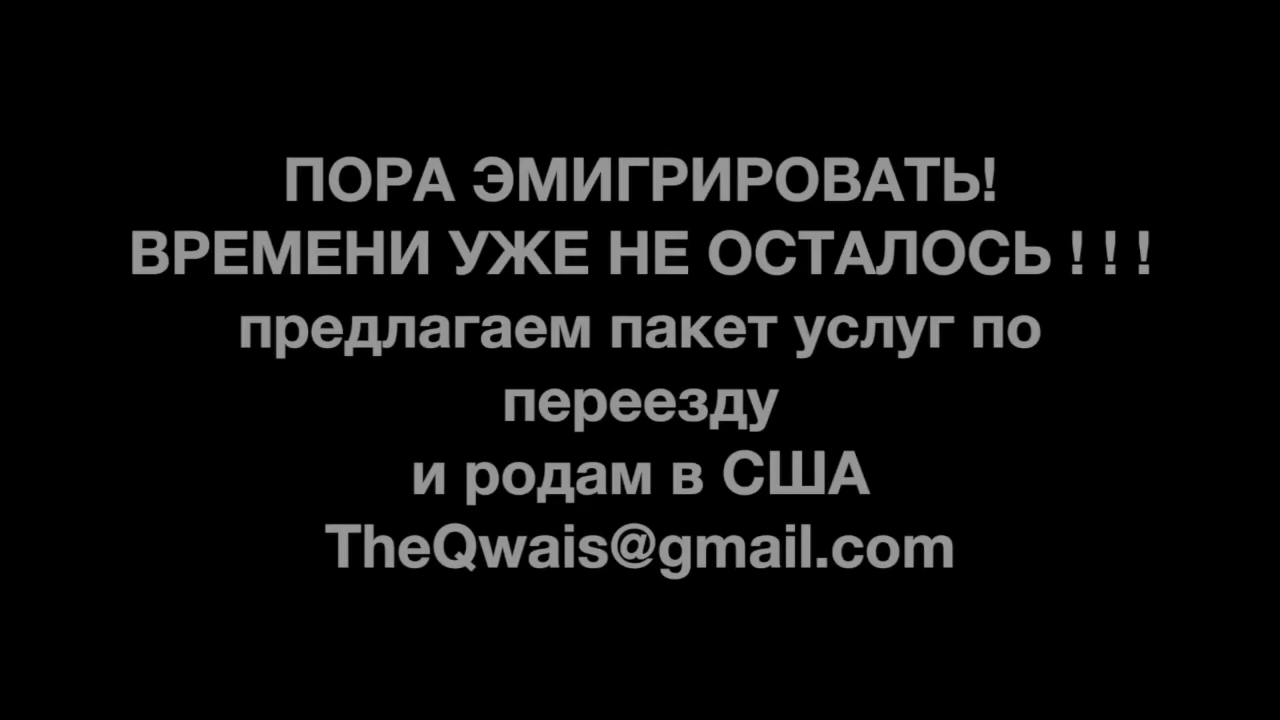 ПОРА ЭМИГРИРОВАТЬ!
ВРЕМЕНИ УЖЕ НЕ ОСТАЛОСЬ ! ! !
предлагаем пакет услуг по
переезду
и родам в США
TheQwais@gmail.com